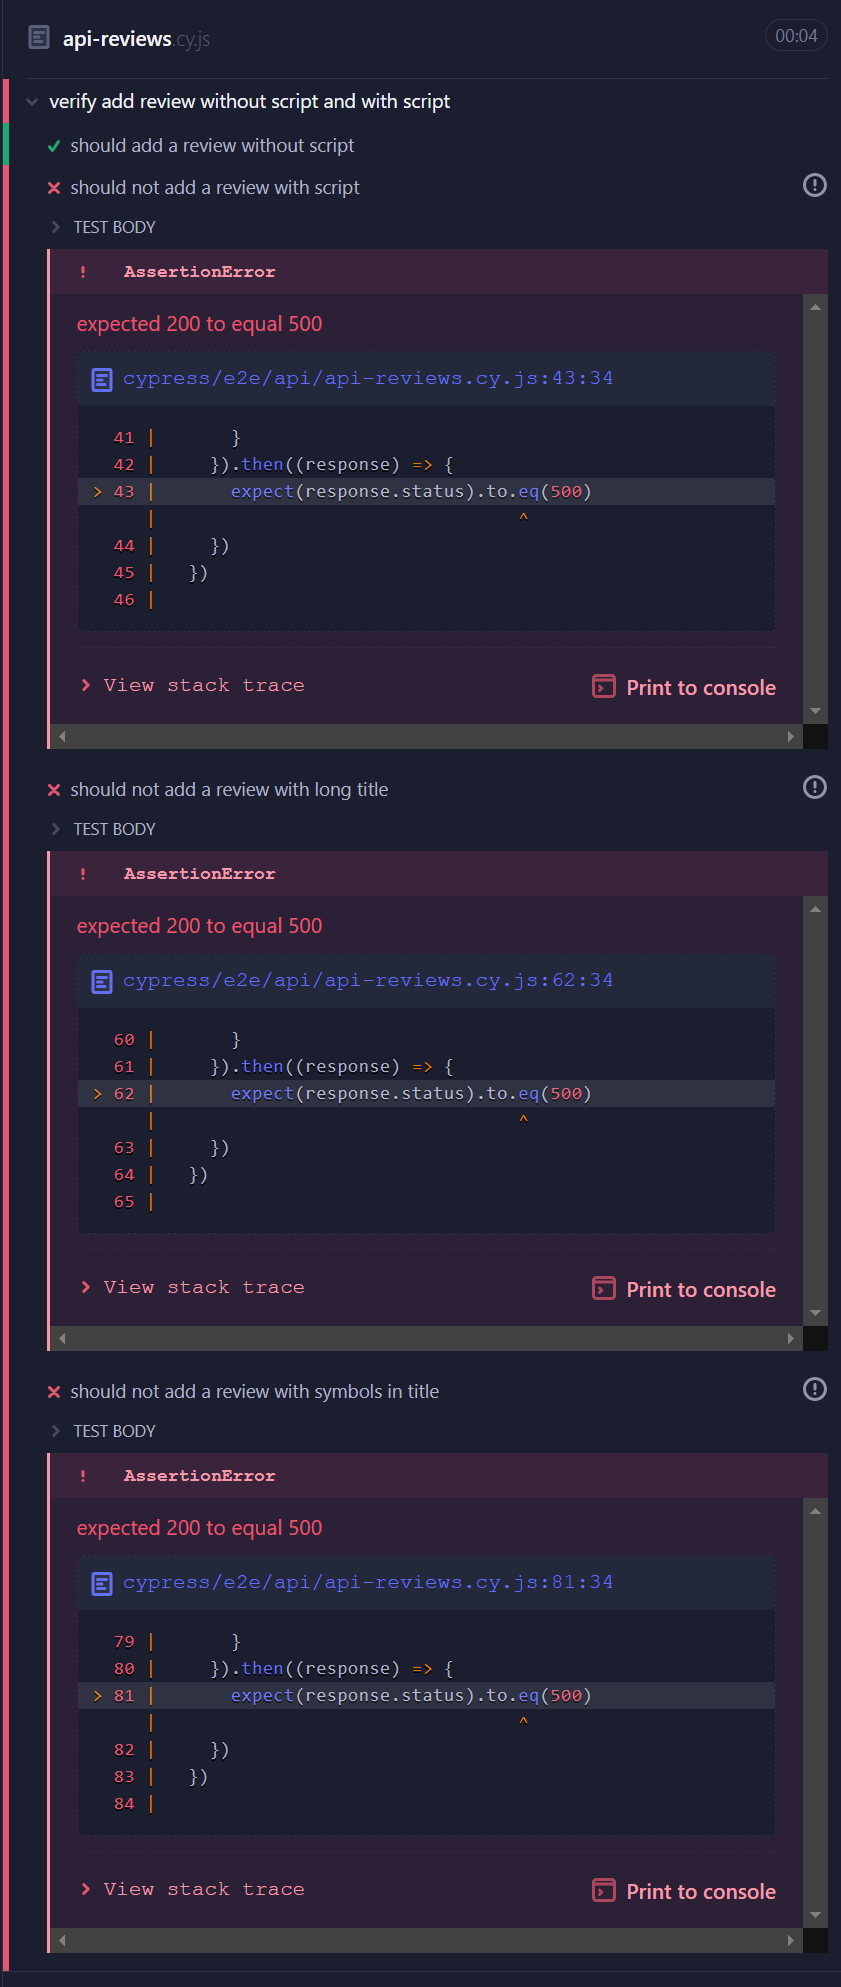 api-reviews.cy.js 00:04
verify add review without script and with script
should add a review without script
should not add a review with script
TEST BODY
! AssertionError
expected 200 to equal 500
cypress/e2e/api/api-reviews.cy.js:43:34
41 | }
42 | }).then((response) => {
> 43 | expect(response.status).to.eq(500)
| ^
44 | })
45 | })
46 |
View stack trace Print to console
should not add a review with long title
TEST BODY
! AssertionError
expected 200 to equal 500
cypress/e2e/api/api-reviews.cy.js:62:34
60 | }
61 | }).then((response) => {
> 62 | expect(response.status).to.eq(500)
| ^
63 | })
64 | })
65 |
View stack trace Print to console
should not add a review with symbols in title
TEST BODY
! AssertionError
expected 200 to equal 500
cypress/e2e/api/api-reviews.cy.js:81:34
79 | }
80 | }).then((response) => {
> 81 | expect(response.status).to.eq(500)
| ^
82 | })
83 | })
84 |
View stack trace Print to console